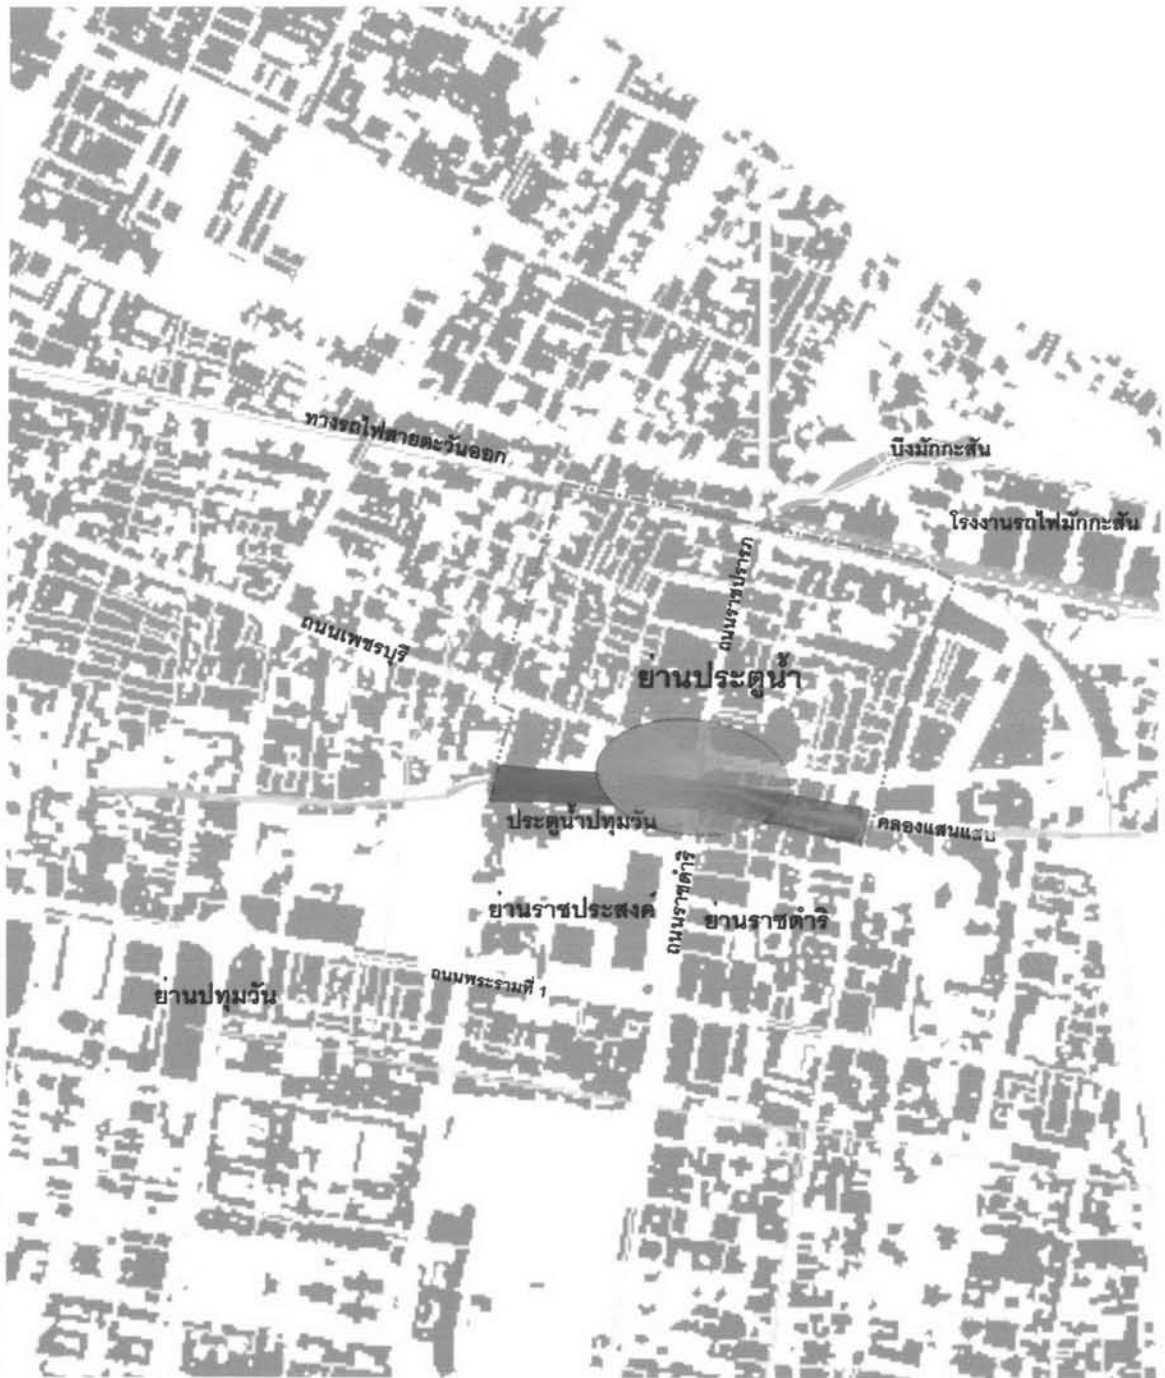 ทางรถไฟสายตะวันออก
บึงมักกะสัน
โรงงานรถไฟมักกะสัน
ถนนราชปรารภ
ถนนเพชรบุรี
ย่านประตูน้ำ
ประตูน้ำปทุมวัน
คลองแสนแสบ
ถนนราชดำริ
ย่านราชประสงค์
ย่านราชดำริ
ถนนพระรามที่ 1
ย่านปทุมวัน